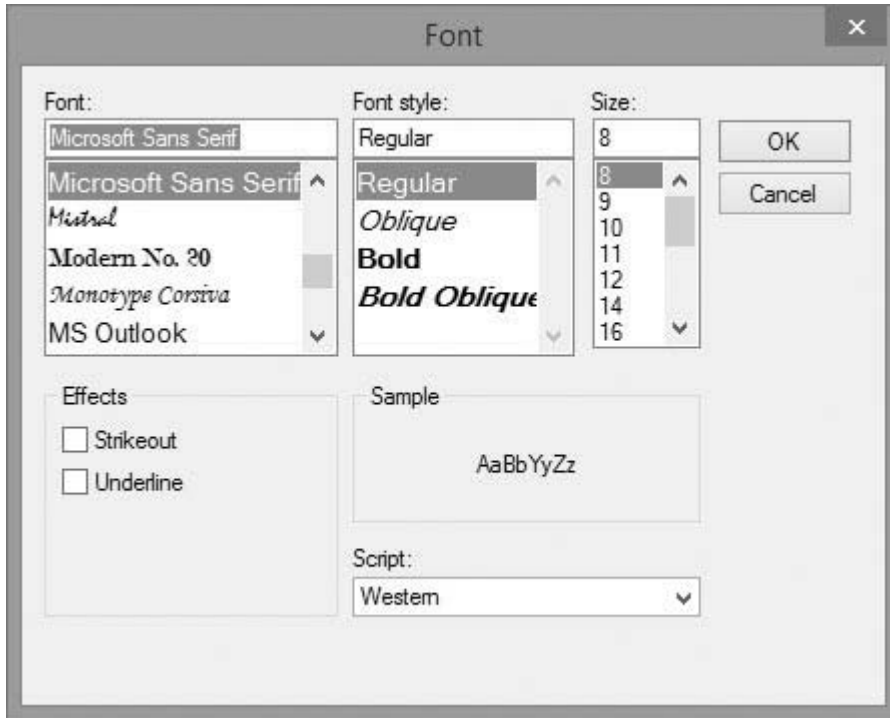 Font
Font:
Microsoft Sans Serif
Microsoft Sans Serif
Mistral
Modern No. 20
Monotype Corsiva
MS Outlook
Font style:
Regular
Regular
Oblique
Bold
Bold Oblique
Size:
8
8
9
10
11
12
14
16
OK
Cancel
Effects
Strikeout
Underline
Sample
AaBbYyZz
Script:
Western